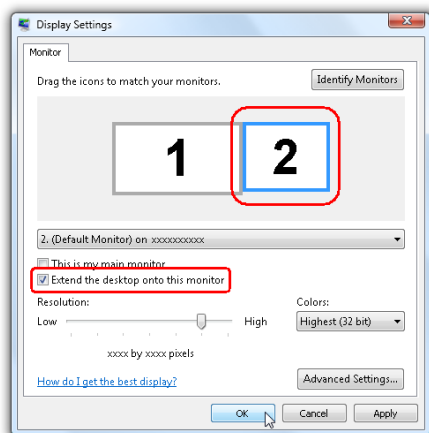 Display Settings
Monitor
Drag the icons to match your monitors.
Identify Monitors
1
2
2. (Default Monitor) on xxxxxxxxxx
This is my main monitor
Extend the desktop onto this monitor
Resolution:
Colors:
Low
High
Highest (32 bit)
xxxx by xxxx pixels
How do I get the best display?
Advanced Settings...
OK
Cancel
Apply